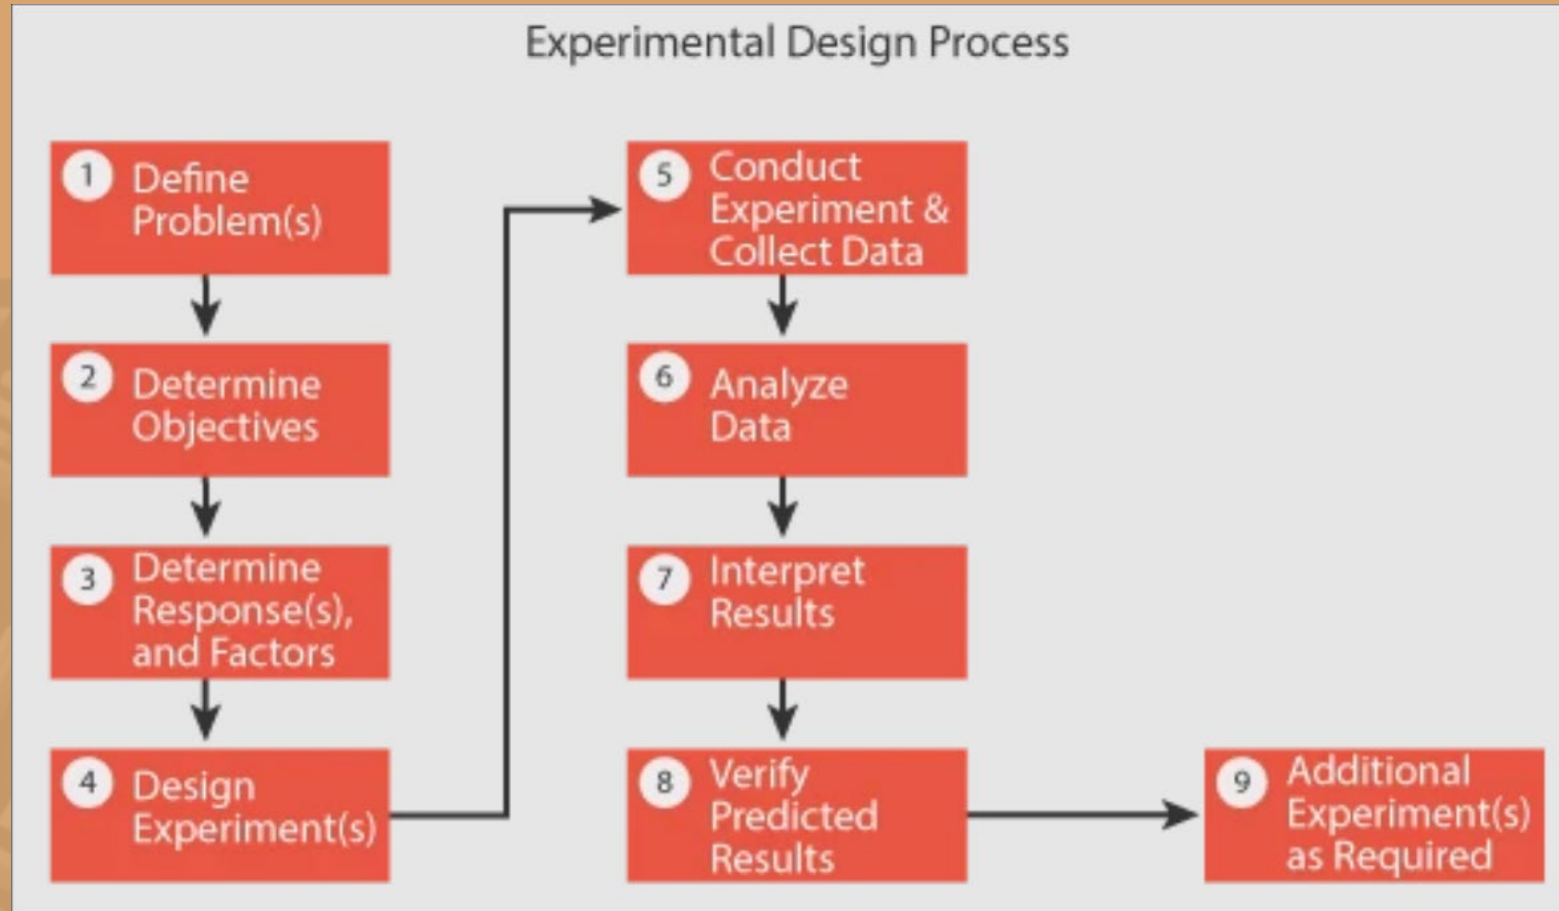 Experimental Design Process
1
Define
Problem(s)
2
Determine
Objectives
3
Determine
Response(s),
and Factors
4
Design
Experiment(s)
5
Conduct
Experiment &
Collect Data
6
Analyze
Data
7
Interpret
Results
8
Verify
Predicted
Results
9
Additional
Experiment(s)
as Required